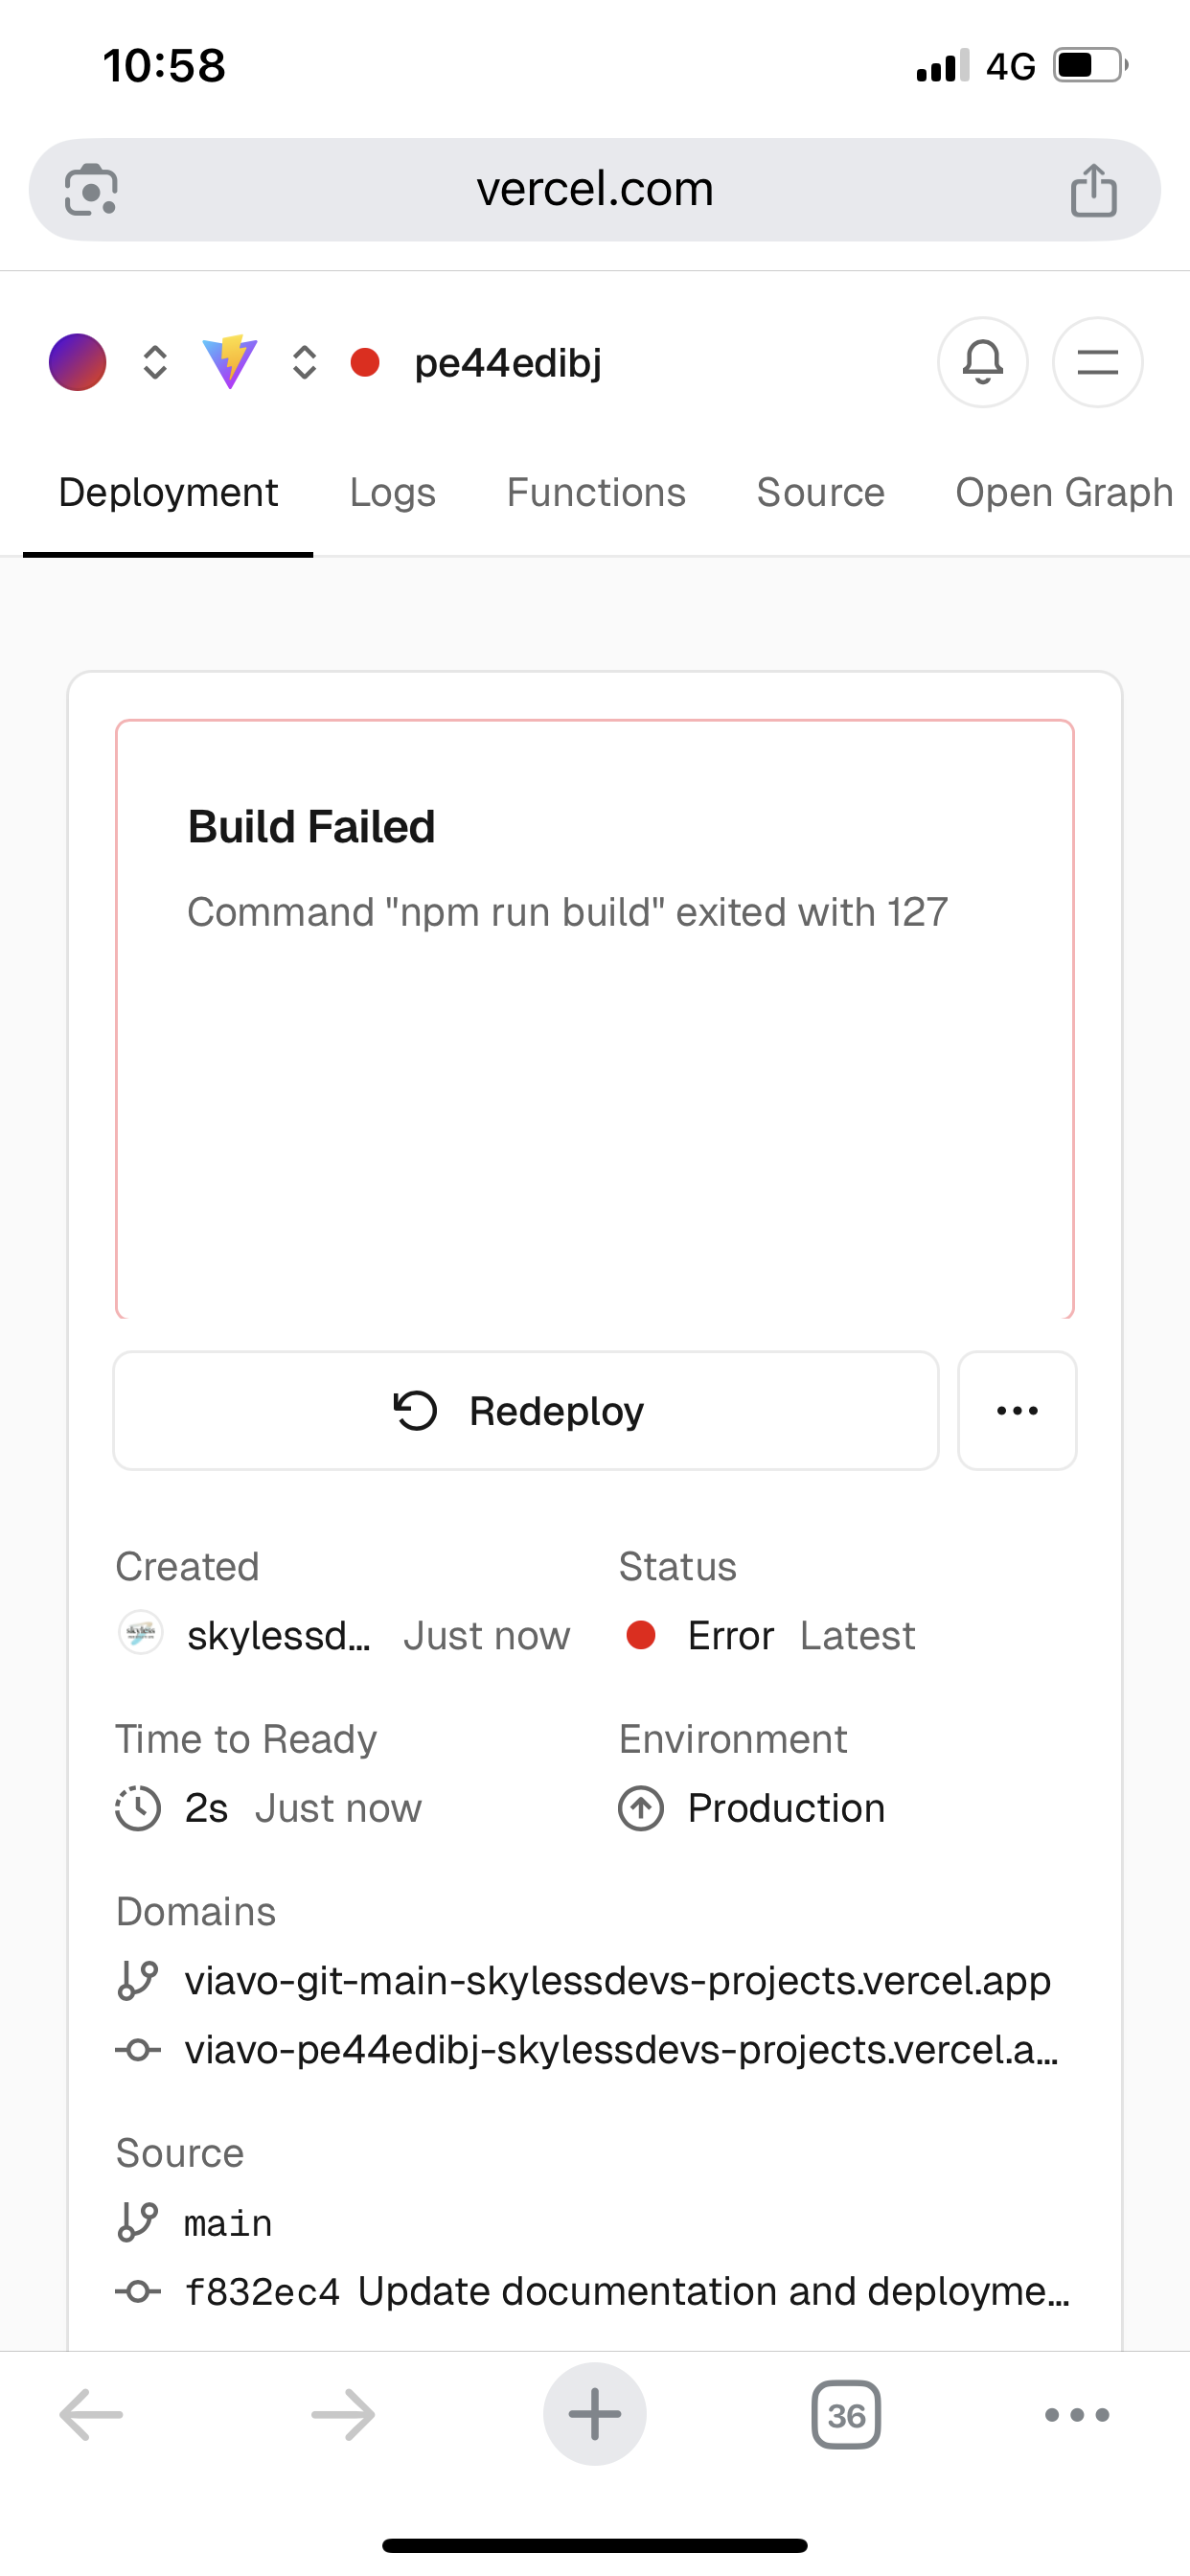 10:58
4G
vercel.com
pe44edibj
Deployment Logs Functions Source Open Graph
Build Failed
Command "npm run build" exited with 127
Redeploy
Created Status
skyless
skylessd... Just now Error Latest
Time to Ready Environment
2s Just now Production
Domains
viavo-git-main-skylessdevs-projects.vercel.app
viavo-pe44edibj-skylessdevs-projects.vercel.a...
Source
main
f832ec4 Update documentation and deployme...
36